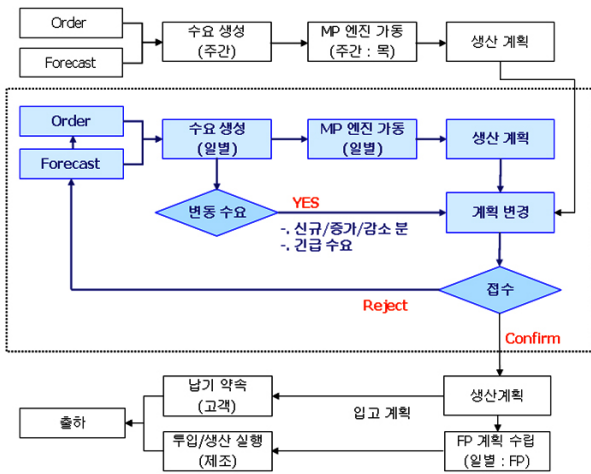 Order
Forecast
수요 생성
(주간)
MP 엔진 가동
(주간 : 목)
생산 계획
Order
Forecast
수요 생성
(일별)
MP 엔진 가동
(일별)
생산 계획
변동 수요
YES
-. 신규/증가/감소 분
-. 긴급 수요
계획 변경
접수
Reject
Confirm
납기 약속
(고객)
생산계획
출하
입고 계획
투입/생산 실행
(제조)
FP 계획 수립
(일별 : FP)